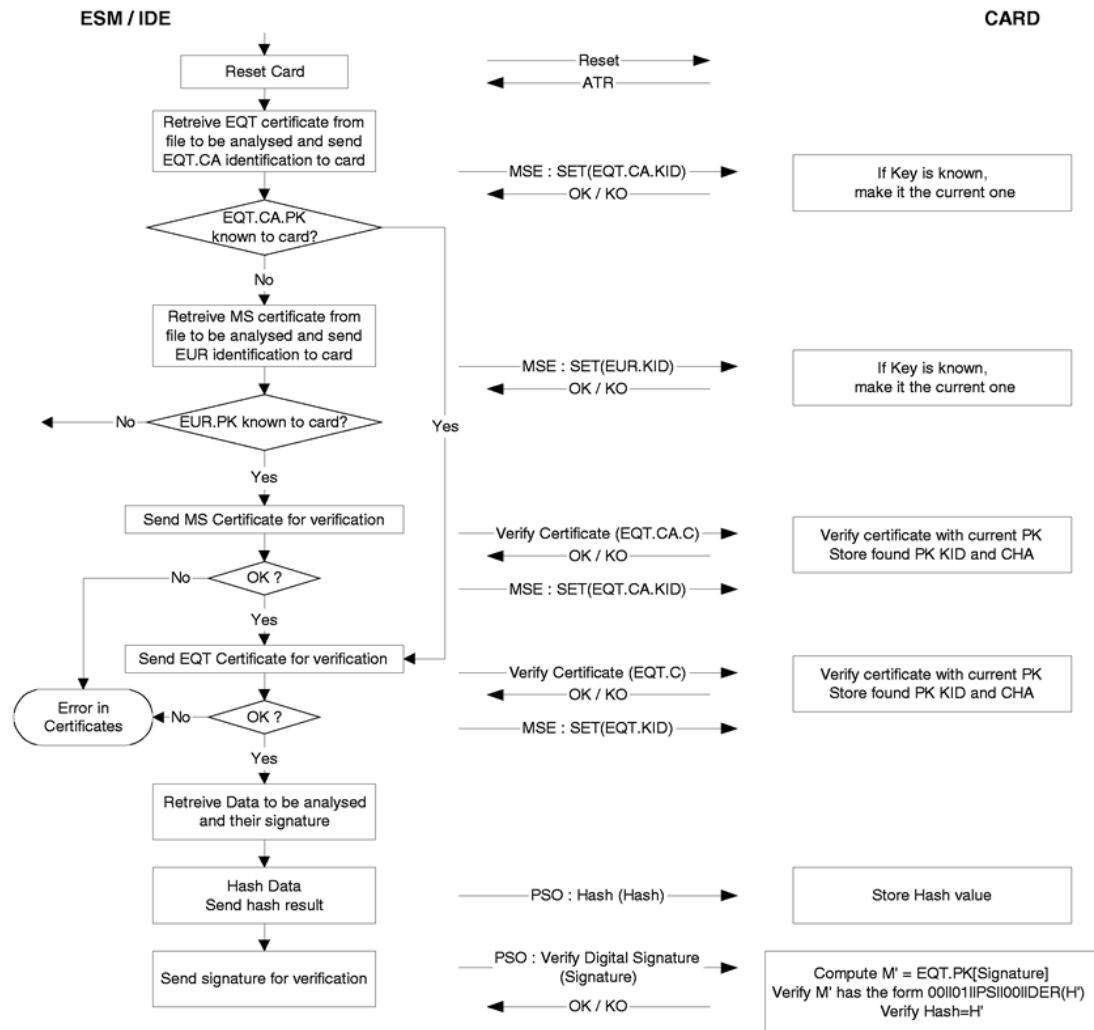 ESM / IDE
CARD
Reset Card
Reset
ATR
Retreive EQT certificate from
file to be analysed and send
EQT.CA identification to card
MSE : SET(EQT.CA.KID)
OK / KO
If Key is known,
make it the current one
EQT.CA.PK
known to card?
No
Retreive MS certificate from
file to be analysed and send
EUR identification to card
MSE : SET(EUR.KID)
OK / KO
If Key is known,
make it the current one
No
EUR.PK known to card?
Yes
Yes
Send MS Certificate for verification
Verify Certificate (EQT.CA.C)
OK / KO
Verify certificate with current PK
Store found PK KID and CHA
No
OK ?
MSE : SET(EQT.CA.KID)
Yes
Send EQT Certificate for verification
Verify Certificate (EQT.C)
OK / KO
Verify certificate with current PK
Store found PK KID and CHA
Error in
Certificates
No
OK ?
MSE : SET(EQT.KID)
Yes
Retreive Data to be analysed
and their signature
Hash Data
Send hash result
PSO : Hash (Hash)
Store Hash value
Send signature for verification
PSO : Verify Digital Signature
(Signature)
OK / KO
Compute M' = EQT.PK[Signature]
Verify M' has the form 00||01||PS||00||DER(H')
Verify Hash=H'